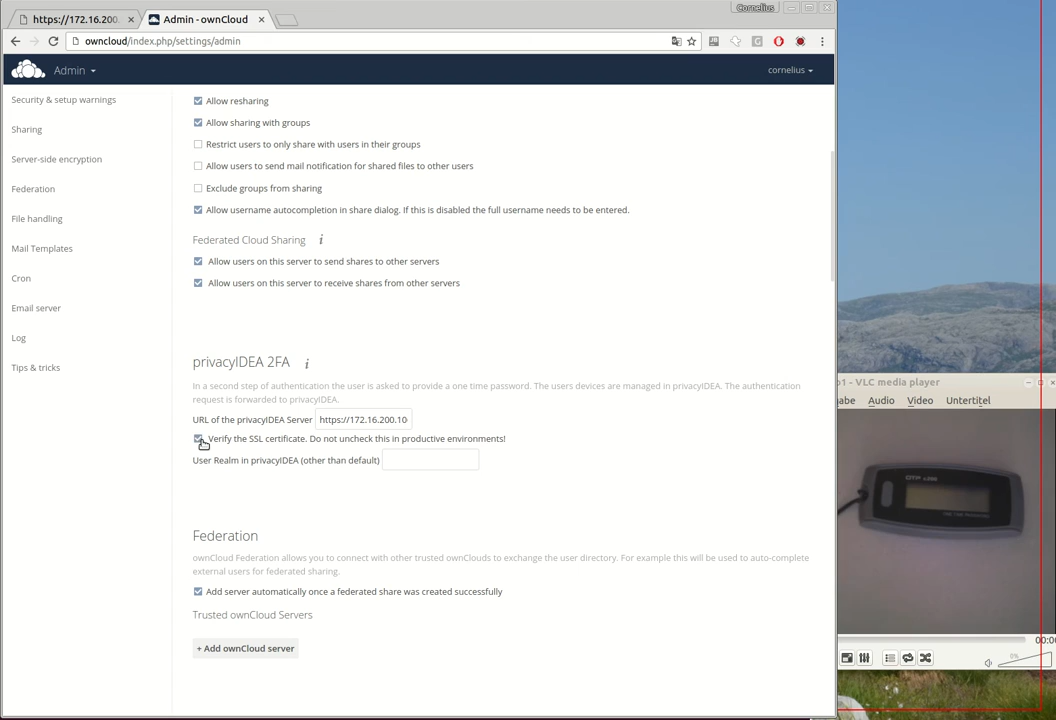 Cornelius
https://172.16.200.
Admin - ownCloud
owncloud/index.php/settings/admin
Admin
cornelius
Security & setup warnings
Sharing
Server-side encryption
Federation
File handling
Mail Templates
Cron
Email server
Log
Tips & tricks
Allow resharing
Allow sharing with groups
Restrict users to only share with users in their groups
Allow users to send mail notification for shared files to other users
Exclude groups from sharing
Allow username autocompletion in share dialog. If this is disabled the full username needs to be entered.
Federated Cloud Sharing i
Allow users on this server to send shares to other servers
Allow users on this server to receive shares from other servers
privacyIDEA 2FA i
In a second step of authentication the user is asked to provide a one time password. The users devices are managed in privacyIDEA. The authentication
request is forwarded to privacyIDEA.
URL of the privacyIDEA Server https://172.16.200.10
Verify the SSL certificate. Do not uncheck this in productive environments!
User Realm in privacyIDEA (other than default)
Federation
ownCloud Federation allows you to connect with other trusted ownClouds to exchange the user directory. For example this will be used to auto-complete
external users for federated sharing.
Add server automatically once a federated share was created successfully
Trusted ownCloud Servers
+ Add ownCloud server
o1 - VLC media player
abe Audio Video Untertitel
OTP
00:0
0%